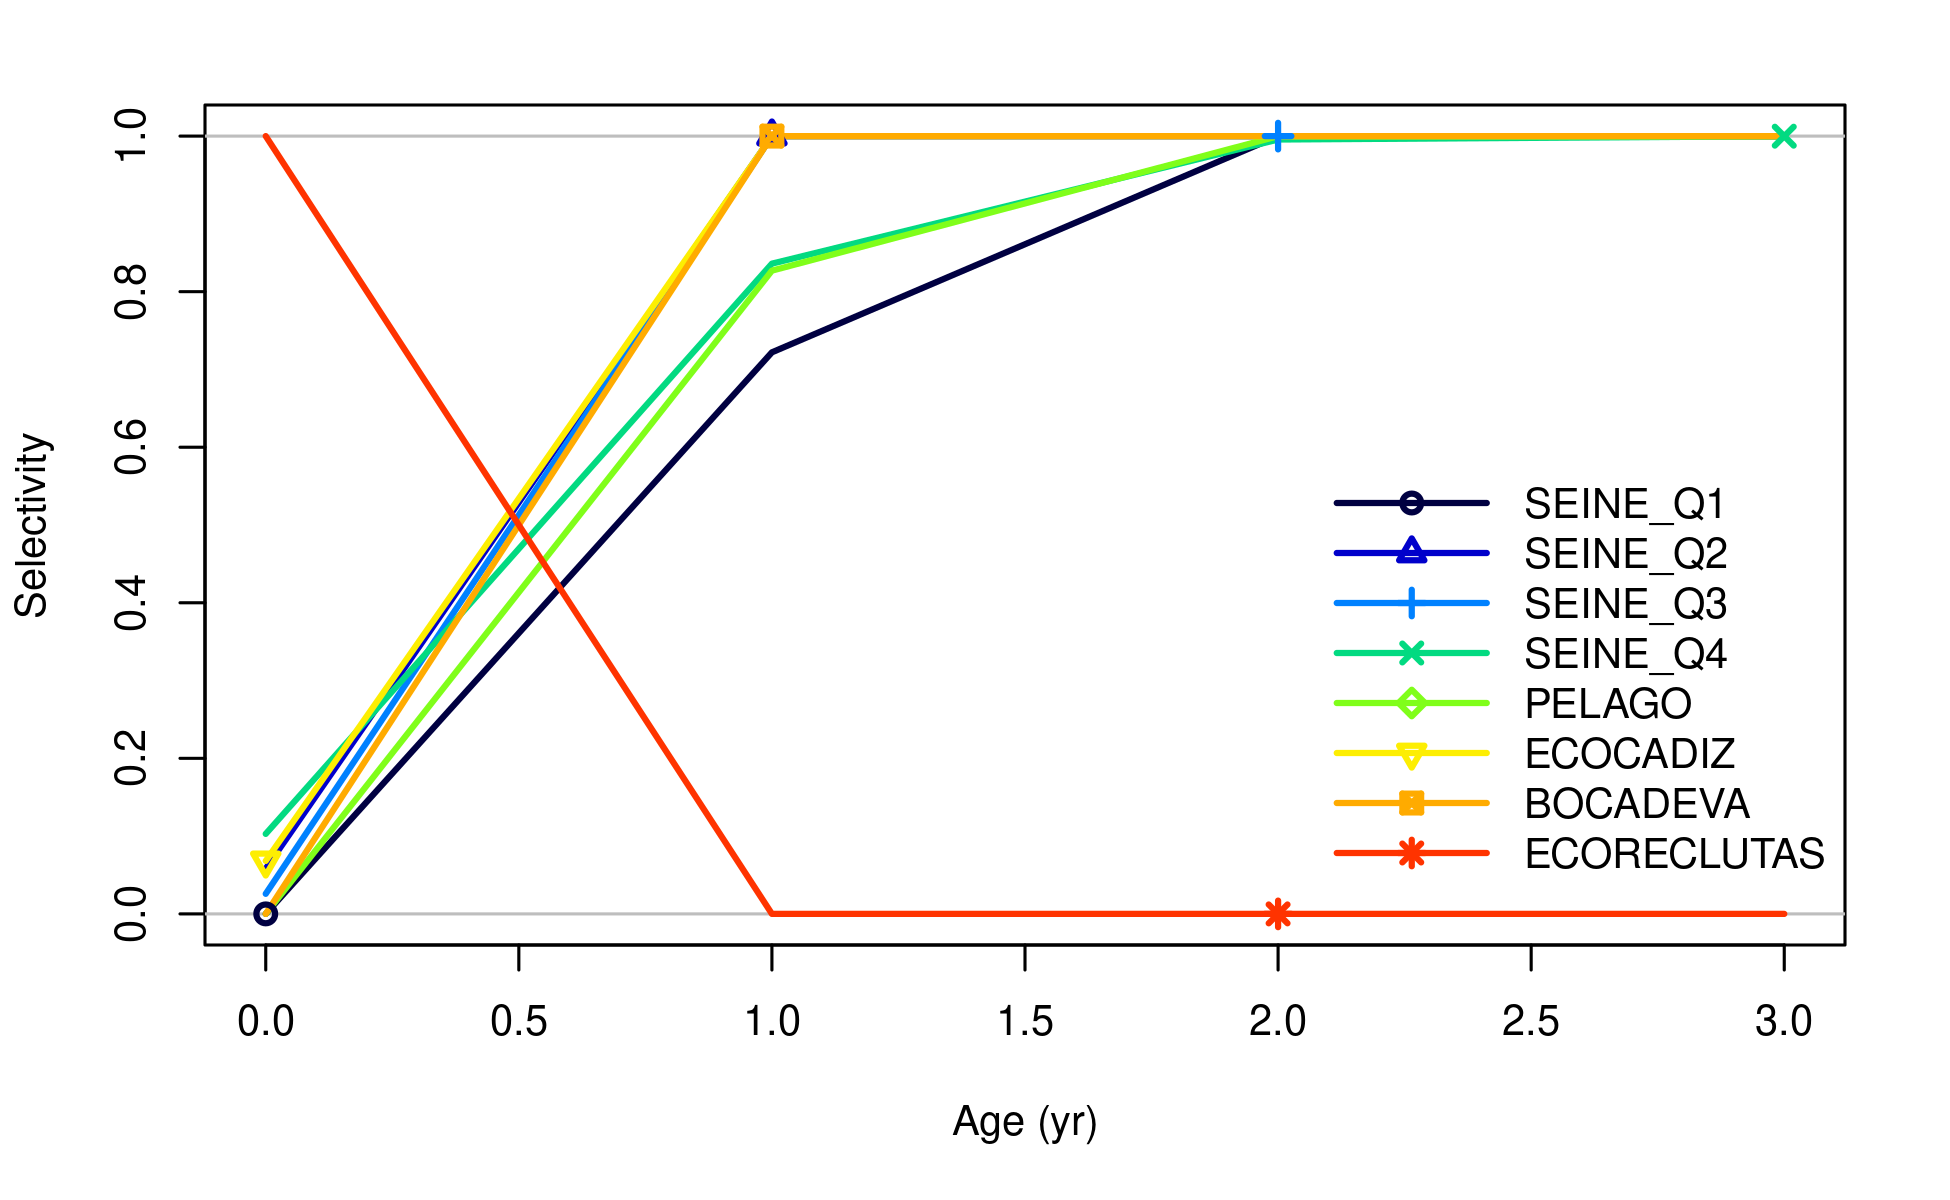 1.0
0.8
0.6
0.4
0.2
0.0
Selectivity
SEINE_Q1
SEINE_Q2
SEINE_Q3
SEINE_Q4
PELAGO
ECOCADIZ
BOCADEVA
ECORECLUTAS
0.0 0.5 1.0 1.5 2.0 2.5 3.0
Age (yr)